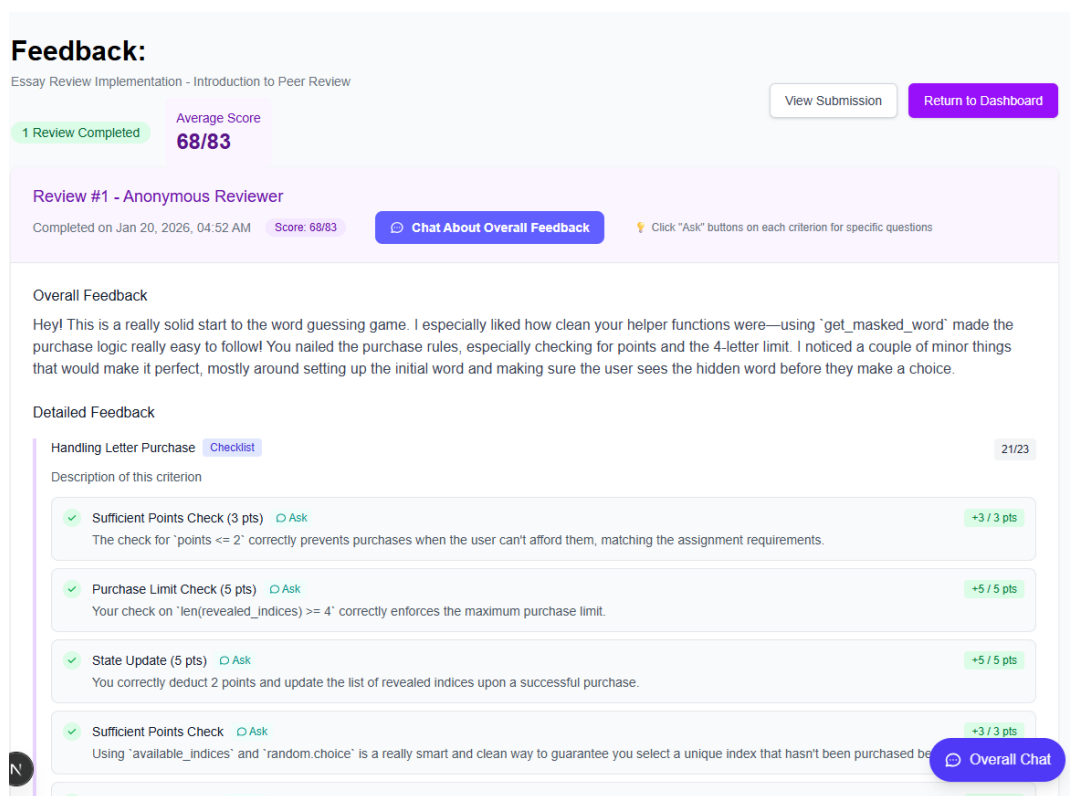 Feedback:
Essay Review Implementation - Introduction to Peer Review
View Submission
Return to Dashboard
1 Review Completed
Average Score
68/83
Review #1 - Anonymous Reviewer
Completed on Jan 20, 2026, 04:52 AM
Score: 68/83
Chat About Overall Feedback
Click "Ask" buttons on each criterion for specific questions
Overall Feedback
Hey! This is a really solid start to the word guessing game. I especially liked how clean your helper functions were—using `get_masked_word` made the
purchase logic really easy to follow! You nailed the purchase rules, especially checking for points and the 4-letter limit. I noticed a couple of minor things
that would make it perfect, mostly around setting up the initial word and making sure the user sees the hidden word before they make a choice.
Detailed Feedback
Handling Letter Purchase Checklist
21/23
Description of this criterion
Sufficient Points Check (3 pts) Ask
+3 / 3 pts
The check for `points <= 2` correctly prevents purchases when the user can't afford them, matching the assignment requirements.
Purchase Limit Check (5 pts) Ask
+5 / 5 pts
Your check on `len(revealed_indices) >= 4` correctly enforces the maximum purchase limit.
State Update (5 pts) Ask
+5 / 5 pts
You correctly deduct 2 points and update the list of revealed indices upon a successful purchase.
Sufficient Points Check Ask
+3 / 3 pts
Using `available_indices` and `random.choice` is a really smart and clean way to guarantee you select a unique index that hasn't been purchased be
Overall Chat
N